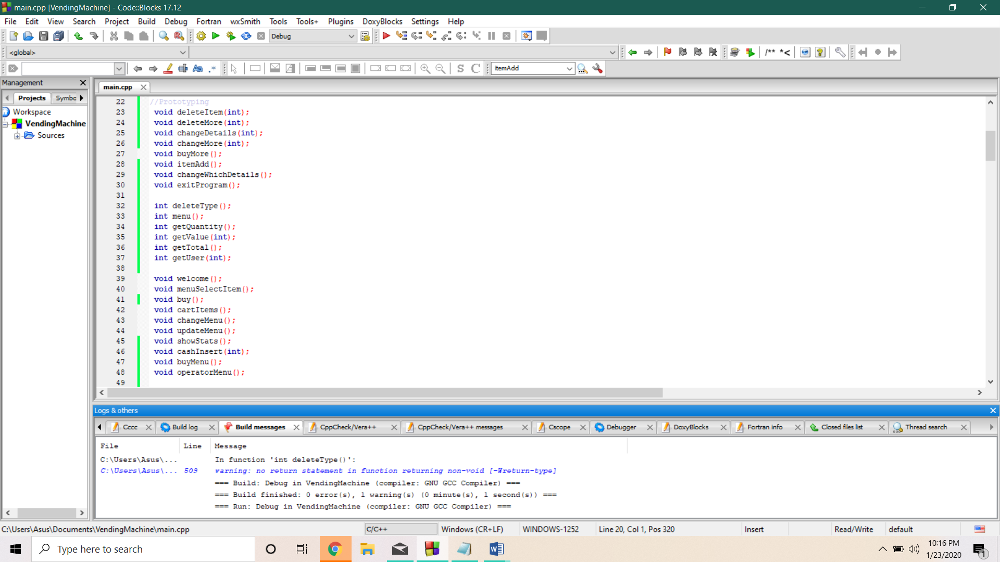 main.cpp [VendingMachine] - Code::Blocks 17.12
File Edit View Search Project Build Debug Fortran wxSmith Tools Tools+ Plugins DoxyBlocks Settings Help
Debug
<global>
/** *<
Aa .*
S C
itemAdd
Management
main.cpp
Projects Symbc
Workspace
VendingMachine
Sources
22 //Prototyping
23 void deleteItem(int);
24 void deleteMore(int);
25 void changeDetails(int);
26 void changeMore(int);
27 void buyMore();
28 void itemAdd();
29 void changeWhichDetails();
30 void exitProgram();
31
32 int deleteType();
33 int menu();
34 int getQuantity();
35 int getValue(int);
36 int getTotal();
37 int getUser(int);
38
39 void welcome();
40 void menuSelectItem();
41 void buy();
42 void cartItems();
43 void changeMenu();
44 void updateMenu();
45 void showStats();
46 void cashInsert(int);
47 void buyMenu();
48 void operatorMenu();
49
Logs & others
Cccc Build log Build messages CppCheck/Vera++ CppCheck/Vera++ messages Cscope Debugger DoxyBlocks Fortran info Closed files list Thread search
File Line Message
C:\Users\Asus\... In function 'int deleteType()':
C:\Users\Asus\... 509 warning: no return statement in function returning non-void [-Wreturn-type]
=== Build: Debug in VendingMachine (compiler: GNU GCC Compiler) ===
=== Build finished: 0 error(s), 1 warning(s) (0 minute(s), 1 second(s)) ===
=== Run: Debug in VendingMachine (compiler: GNU GCC Compiler) ===
C:\Users\Asus\Documents\VendingMachine\main.cpp C/C++ Windows (CR+LF) WINDOWS-1252 Line 20, Col 1, Pos 320 Insert Read/Write default
Type here to search
10:16 PM
1/23/2020
1